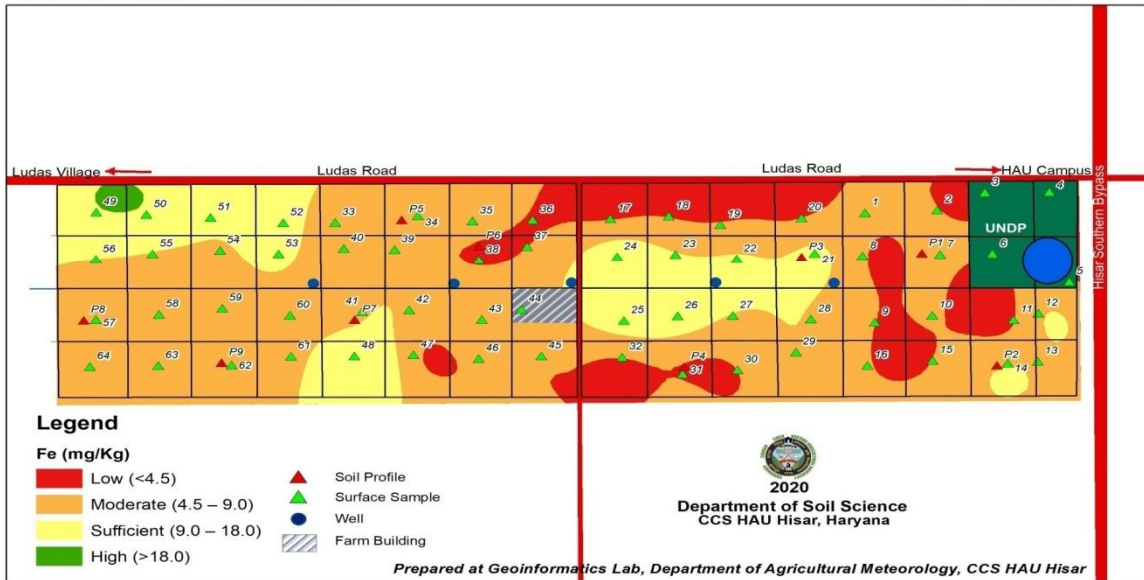 Ludas Village
Ludas Road
Ludas Road
HAU Campus
Hisar Southern Bypass
49
50
51
52
33
P5
34
35
36
17
18
19
20
1
2
3
4
56
55
54
53
40
39
P6
38
37
24
23
22
P3
21
8
P1 7
UNDP
6
5
P8
57
58
59
60
41
P7
42
43
44
25
26
27
28
9
10
11
12
64
63
P9
62
61
48
47
46
45
32
P4
31
30
29
16
15
P2
14
13
Legend
Fe (mg/Kg)
Low (<4.5)
Moderate (4.5 – 9.0)
Sufficient (9.0 – 18.0)
High (>18.0)
Soil Profile
Surface Sample
Well
Farm Building
2020
Department of Soil Science
CCS HAU Hisar, Haryana
Prepared at Geoinformatics Lab, Department of Agricultural Meteorology, CCS HAU Hisar